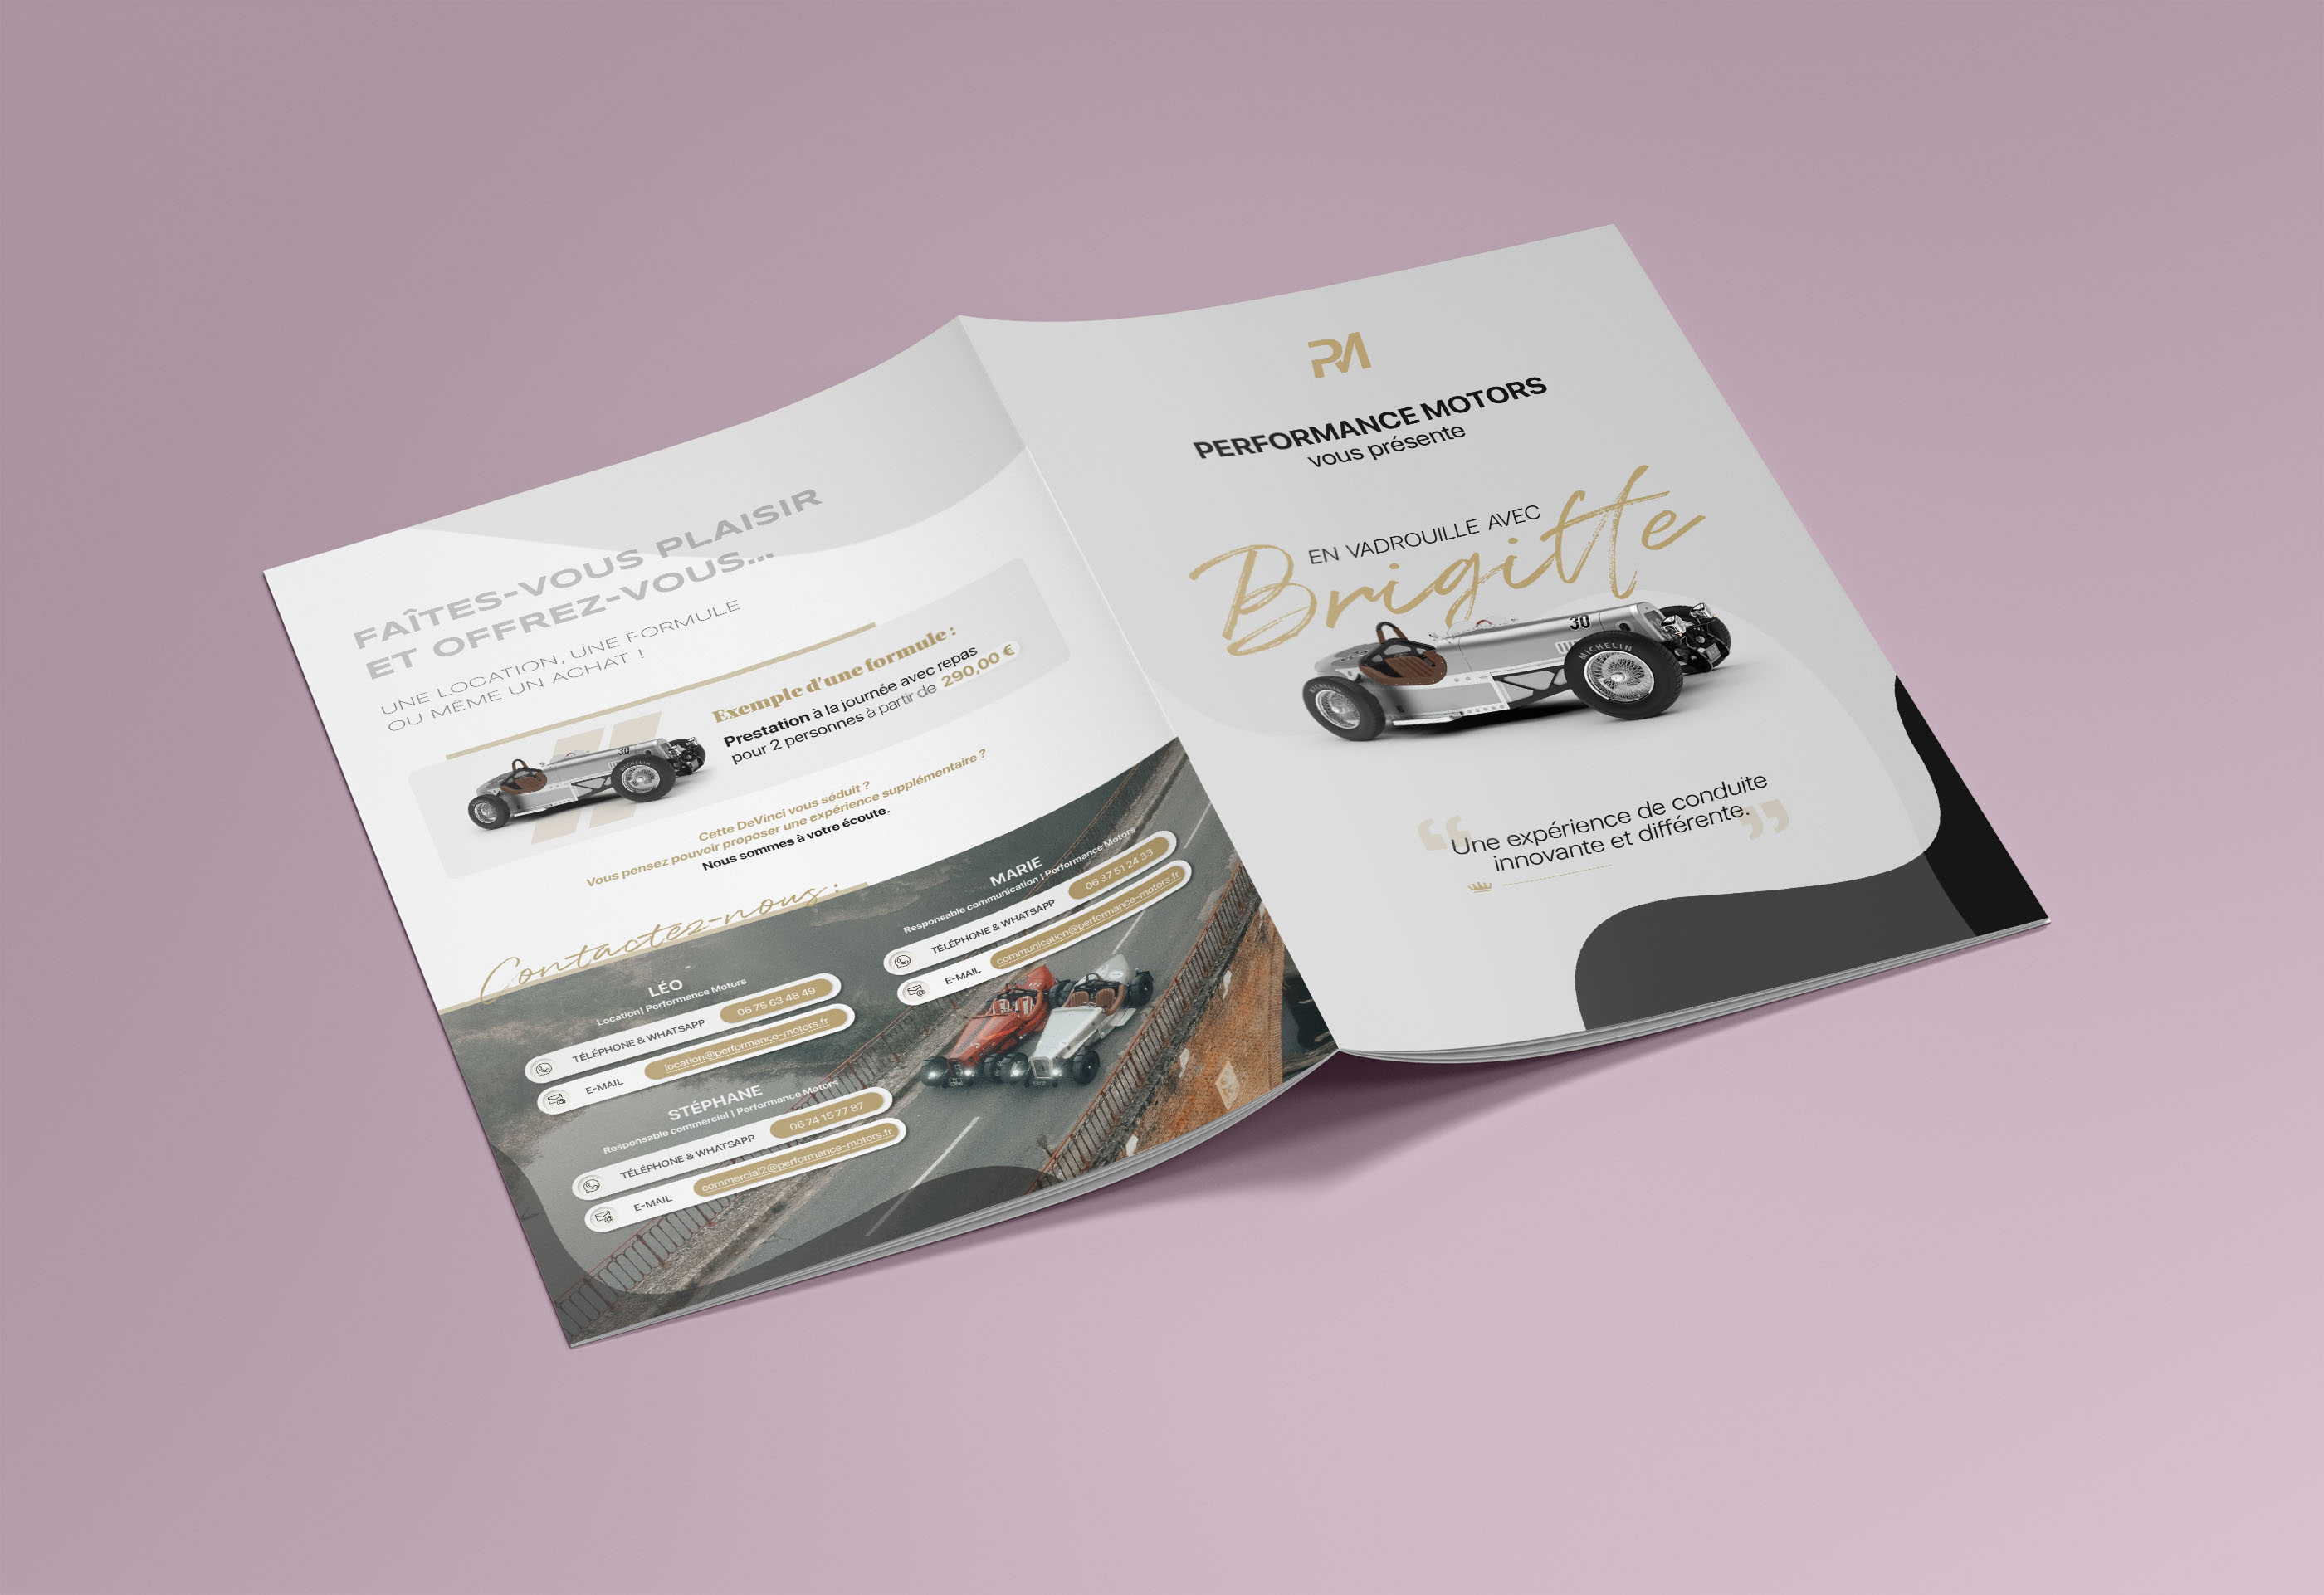 FAÎTES-VOUS PLAISIR
ET OFFREZ-VOUS...
UNE LOCATION, UNE FORMULE
OU MÊME UN ACHAT !
Exemple d'une formule :
Prestation à la journée avec repas
pour 2 personnes à partir de 290,00 €
30
MICHELIN
Cette DeVinci vous séduit ?
Vous pensez pouvoir proposer une expérience supplémentaire ?
Nous sommes à votre écoute.
Contactez-nous :
LÉO
Location| Performance Motors
TÉLÉPHONE & WHATSAPP 06 75 63 48 49
E-MAIL location@performance-motors.fr
MARIE
Responsable communication | Performance Motors
TÉLÉPHONE & WHATSAPP 06 37 51 24 33
E-MAIL communication@performance-motors.fr
STÉPHANE
Responsable commercial | Performance Motors
TÉLÉPHONE & WHATSAPP 06 74 15 77 87
E-MAIL commercial2@performance-motors.fr
PM
PERFORMANCE MOTORS
vous présente
EN VADROUILLE AVEC
Brigitte
30
MICHELIN
MICHELIN
“Une expérience de conduite
innovante et différente.”